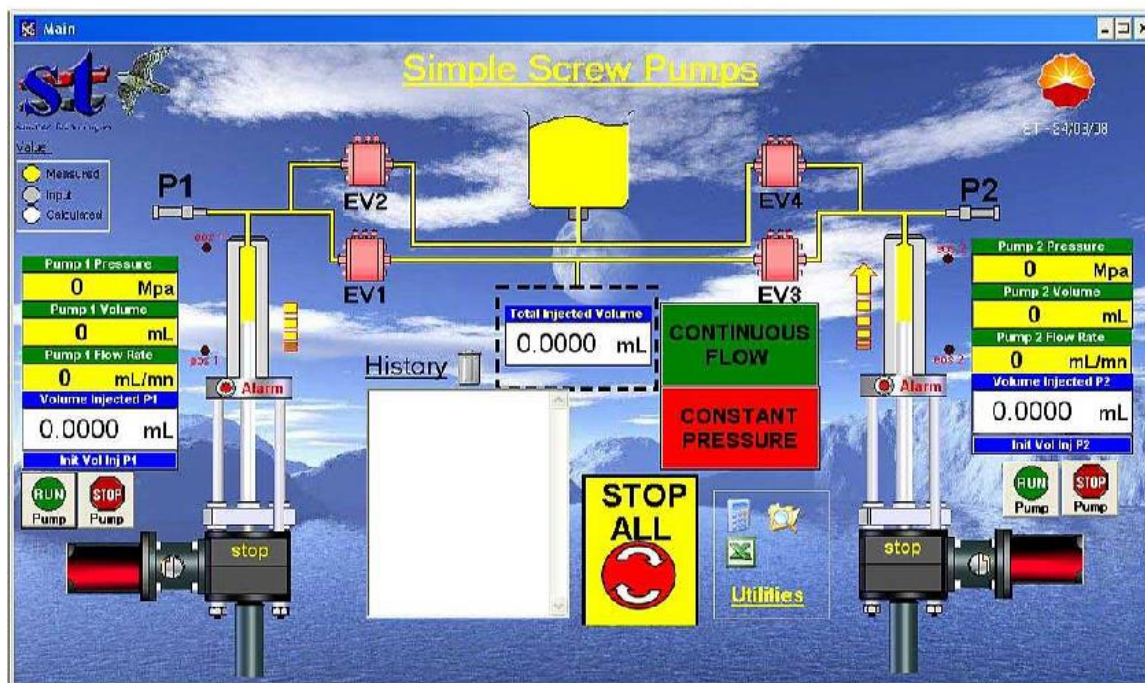 Main
Simple Screw Pumps
st
24/03/08
Value
Measured
Input
Calculated
P1
EV2
EV4
P2
EV1
EV3
Pump 1 Pressure
0 Mpa
Pump 1 Volume
0 mL
Pump 1 Flow Rate
0 mL/mn
Volume Injected P1
0.0000 mL
Init Vol Inj P1
RUN
Pump
STOP
Pump
eos 1
Alarm
stop
History
Total Injected Volume
0.0000 mL
CONTINUOUS
FLOW
CONSTANT
PRESSURE
STOP
ALL
Utilities
eos 2
Alarm
stop
Pump 2 Pressure
0 Mpa
Pump 2 Volume
0 mL
Pump 2 Flow Rate
0 mL/mn
Volume Injected P2
0.0000 mL
Init Vol Inj P2
RUN
Pump
STOP
Pump